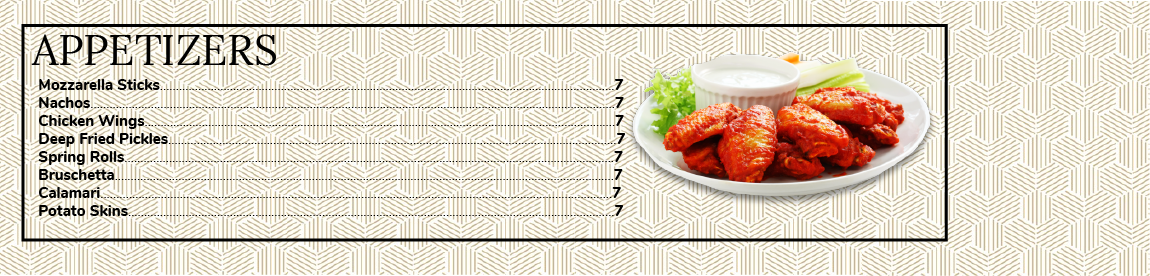 APPETIZERS
Mozzarella Sticks 7
Nachos 7
Chicken Wings 7
Deep Fried Pickles 7
Spring Rolls 7
Bruschetta 7
Calamari 7
Potato Skins 7